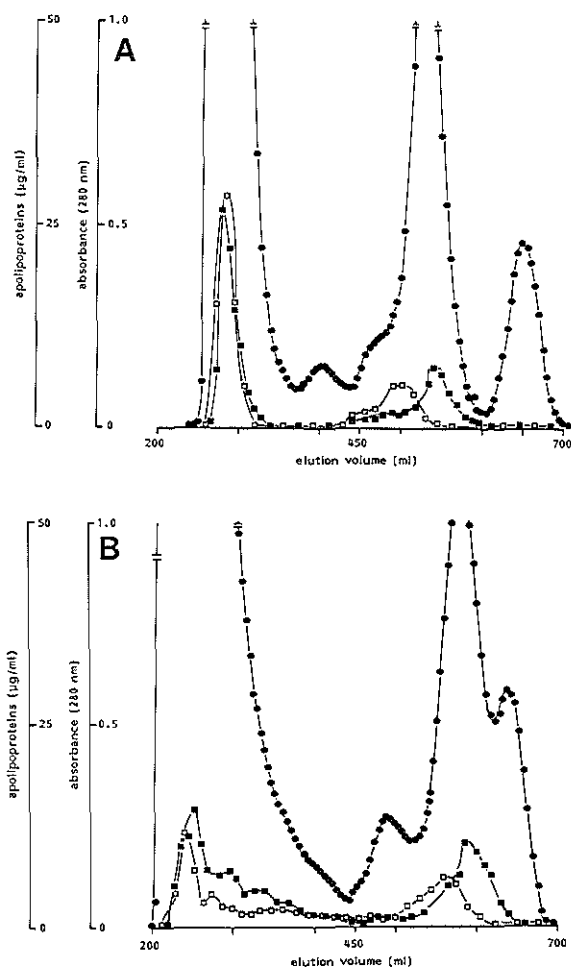 A
apolipoproteins (µg/ml)
50
25
0
absorbance (280 nm)
1.0
0.5
0
200
450
700
elution volume (ml)
B
apolipoproteins (µg/ml)
50
25
0
absorbance (280 nm)
1.0
0.5
0
200
450
700
elution volume (ml)